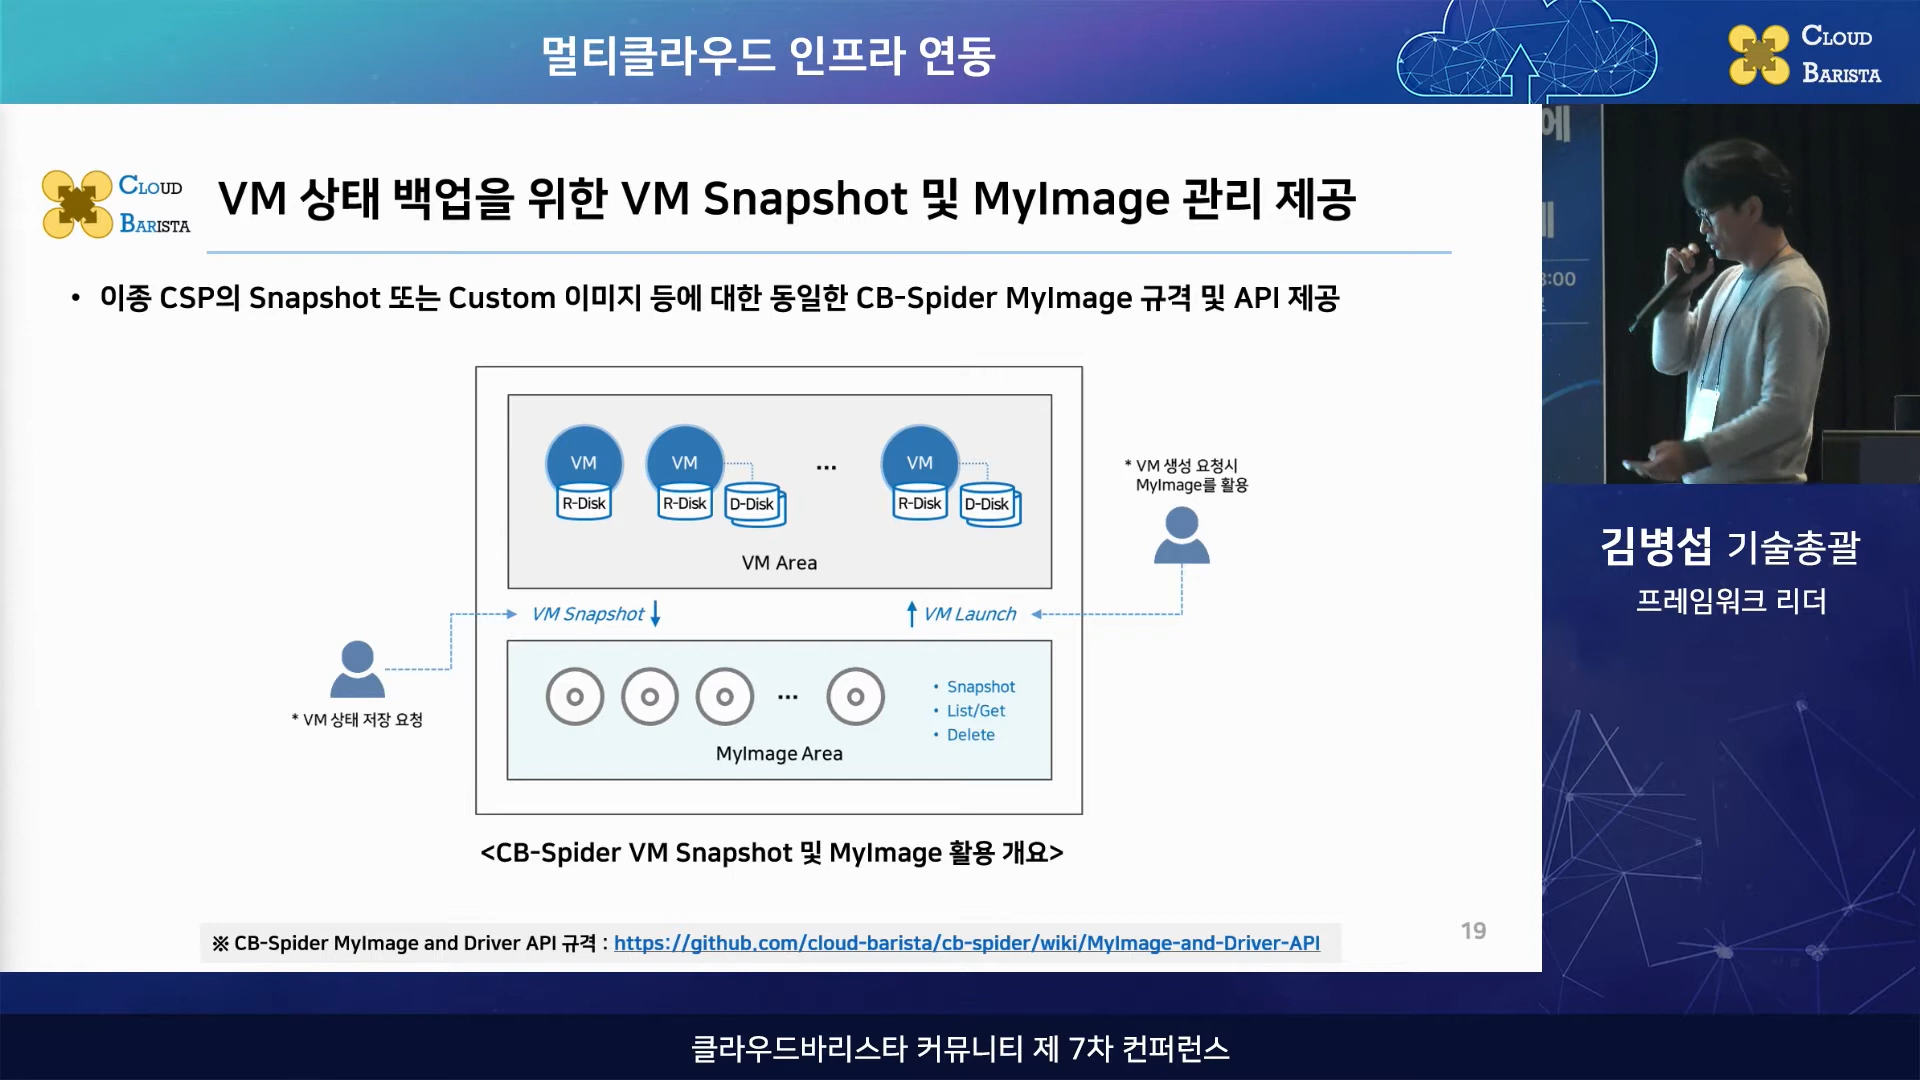 멀티클라우드 인프라 연동
CLOUD
BARISTA
CLOUD
BARISTA
VM 상태 백업을 위한 VM Snapshot 및 MyImage 관리 제공
• 이종 CSP의 Snapshot 또는 Custom 이미지 등에 대한 동일한 CB-Spider MyImage 규격 및 API 제공
VM VM ... VM
R-Disk R-Disk D-Disk R-Disk D-Disk
VM Area
* VM 생성 요청시
MyImage를 활용
VM Snapshot VM Launch
* VM 상태 저장 요청
...
• Snapshot
• List/Get
• Delete
MyImage Area
<CB-Spider VM Snapshot 및 MyImage 활용 개요>
※ CB-Spider MyImage and Driver API 규격 : https://github.com/cloud-barista/cb-spider/wiki/MyImage-and-Driver-API
19
에
:00
김병섭 기술총괄
프레임워크 리더
클라우드바리스타 커뮤니티 제 7차 컨퍼런스